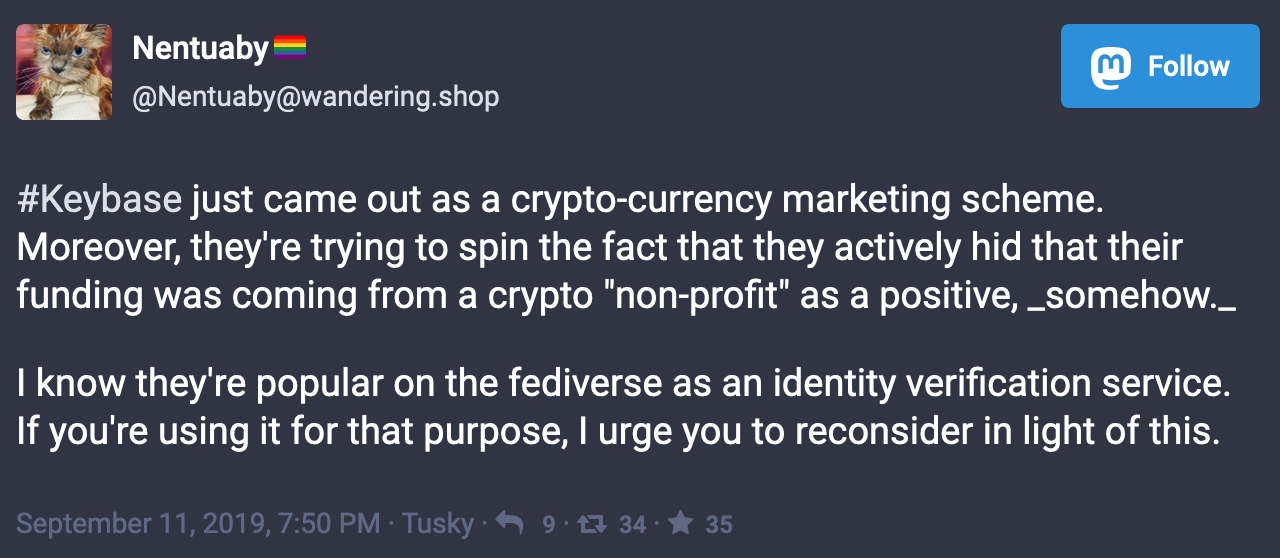 Nentuaby🏳️‍🌈
@Nentuaby@wandering.shop
Follow
#Keybase just came out as a crypto-currency marketing scheme.
Moreover, they're trying to spin the fact that they actively hid that their
funding was coming from a crypto "non-profit" as a positive, _somehow._
I know they're popular on the fediverse as an identity verification service.
If you're using it for that purpose, I urge you to reconsider in light of this.
September 11, 2019, 7:50 PM · Tusky · 9 · 34 · 35